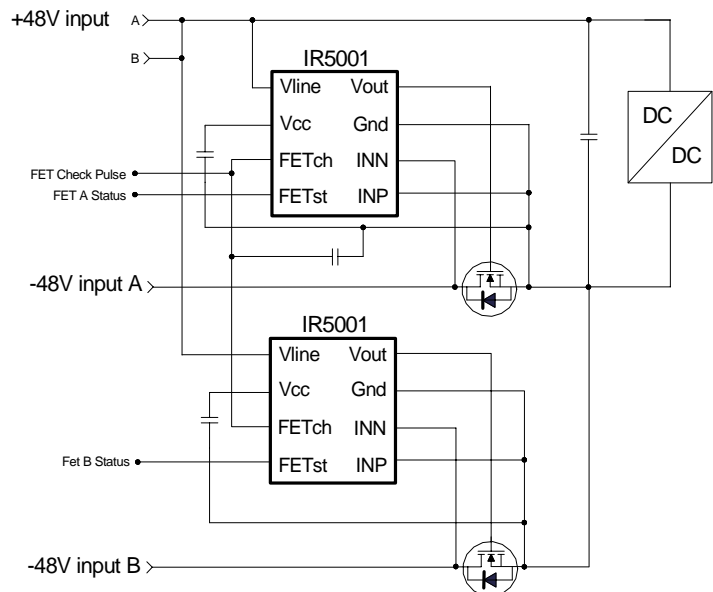 +48V input A
B
IR5001
Vline Vout
Vcc Gnd
FETch INN
FETst INP
FET Check Pulse
FET A Status
DC
DC
-48V input A
IR5001
Vline Vout
Vcc Gnd
FETch INN
FETst INP
Fet B Status
-48V input B